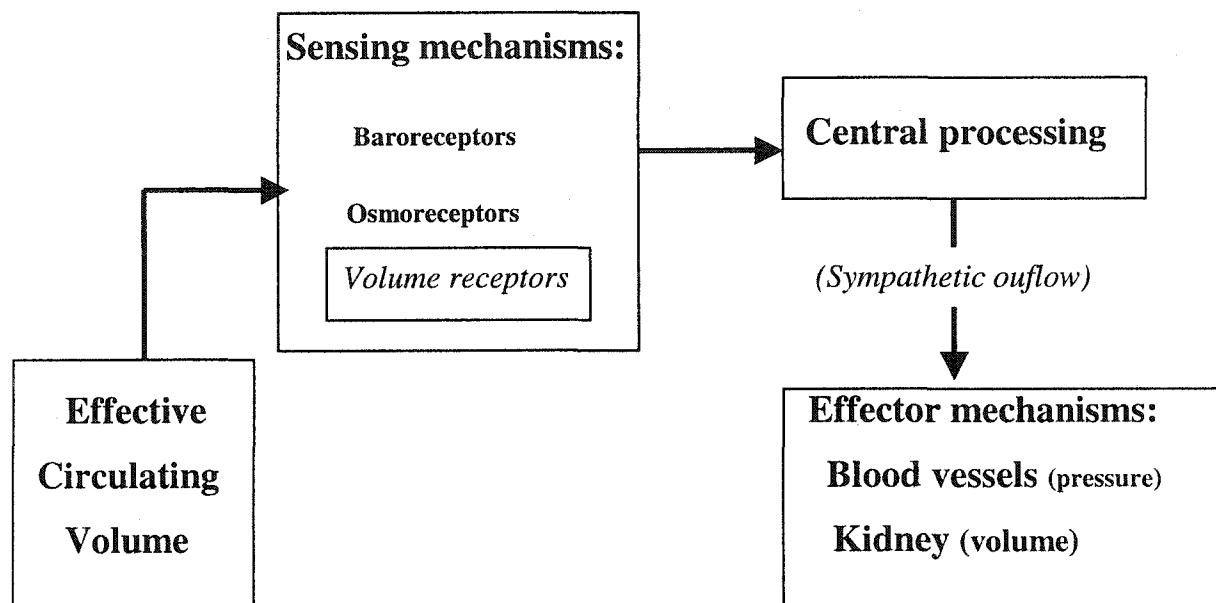 Sensing mechanisms:
Baroreceptors
Osmoreceptors
Volume receptors
Central processing
(Sympathetic ouflow)
Effective
Circulating
Volume
Effector mechanisms:
Blood vessels (pressure)
Kidney (volume)